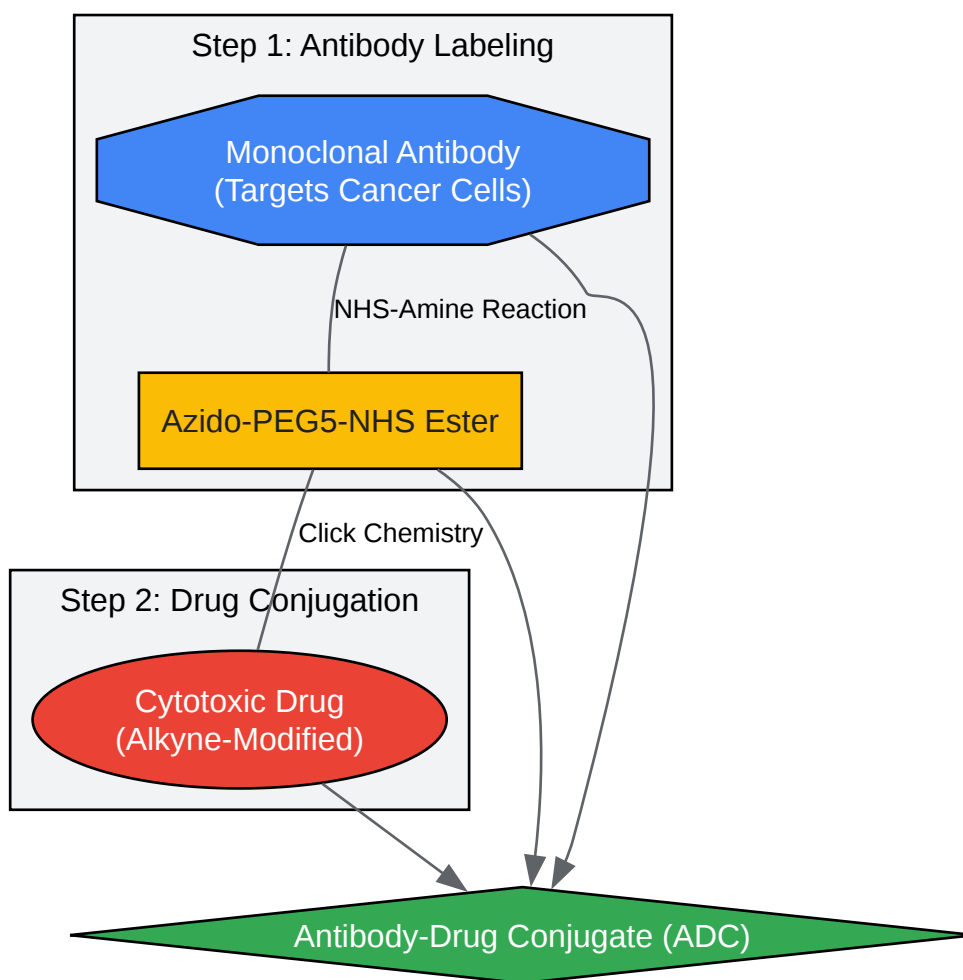 Step 1: Antibody Labeling
Monoclonal Antibody
(Targets Cancer Cells)
NHS-Amine Reaction
Azido-PEG5-NHS Ester
Click Chemistry
Step 2: Drug Conjugation
Cytotoxic Drug
(Alkyne-Modified)
Antibody-Drug Conjugate (ADC)